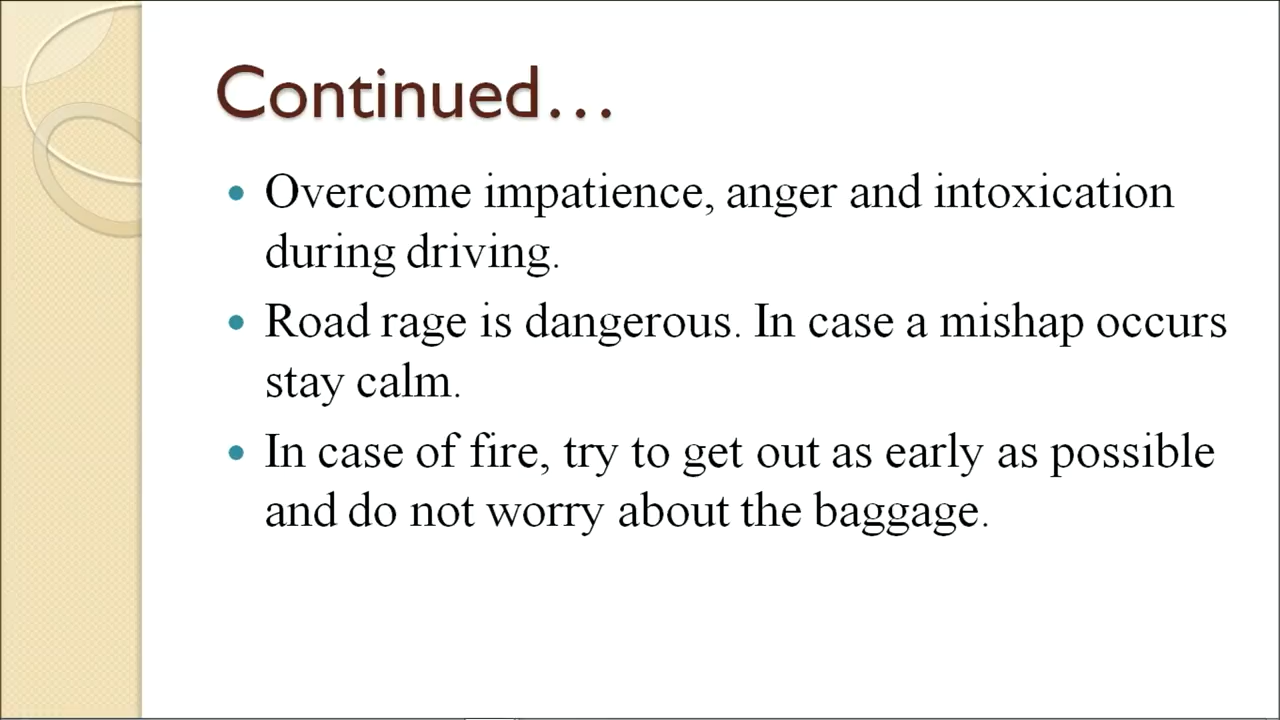 Continued...
• Overcome impatience, anger and intoxication
during driving.
• Road rage is dangerous. In case a mishap occurs
stay calm.
• In case of fire, try to get out as early as possible
and do not worry about the baggage.